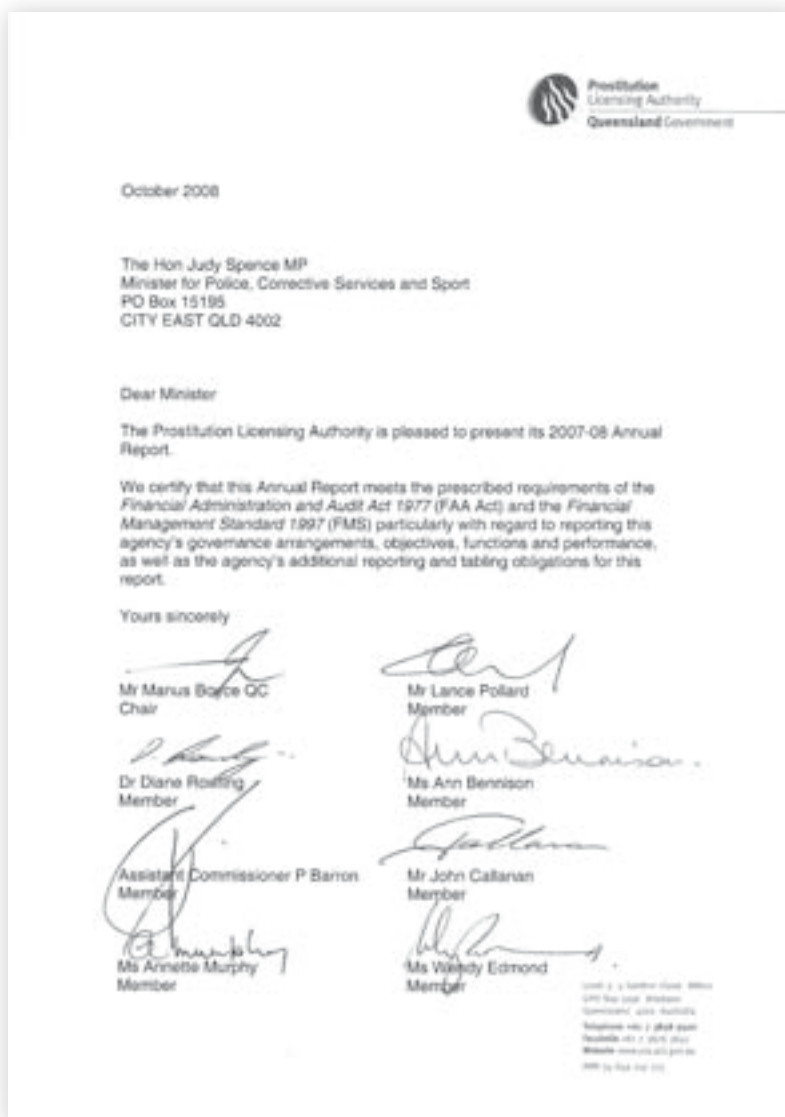 Prostitution
Licensing Authority
Queensland Government
October 2008
The Hon Judy Spence MP
Minister for Police, Corrective Services and Sport
PO Box 15195
CITY EAST QLD 4002
Dear Minister
The Prostitution Licensing Authority is pleased to present its 2007-08 Annual
Report.
We certify that this Annual Report meets the prescribed requirements of the
Financial Administration and Audit Act 1977 (FAA Act) and the Financial
Management Standard 1997 (FMS) particularly with regard to reporting this
agency's governance arrangements, objectives, functions and performance,
as well as the agency's additional reporting and tabling obligations for this
report.
Yours sincerely
Mr Manus Boyce QC
Chair
Mr Lance Pollard
Member
Dr Diane
Member
Ann Bennison.
Ms Ann Bennison
Member
Assistant Commissioner P Barron
Member
Mr John Callanan
Member
Ms Annette Murphy
Member
Ms Wendy Edmond
Member
Telephone
Website